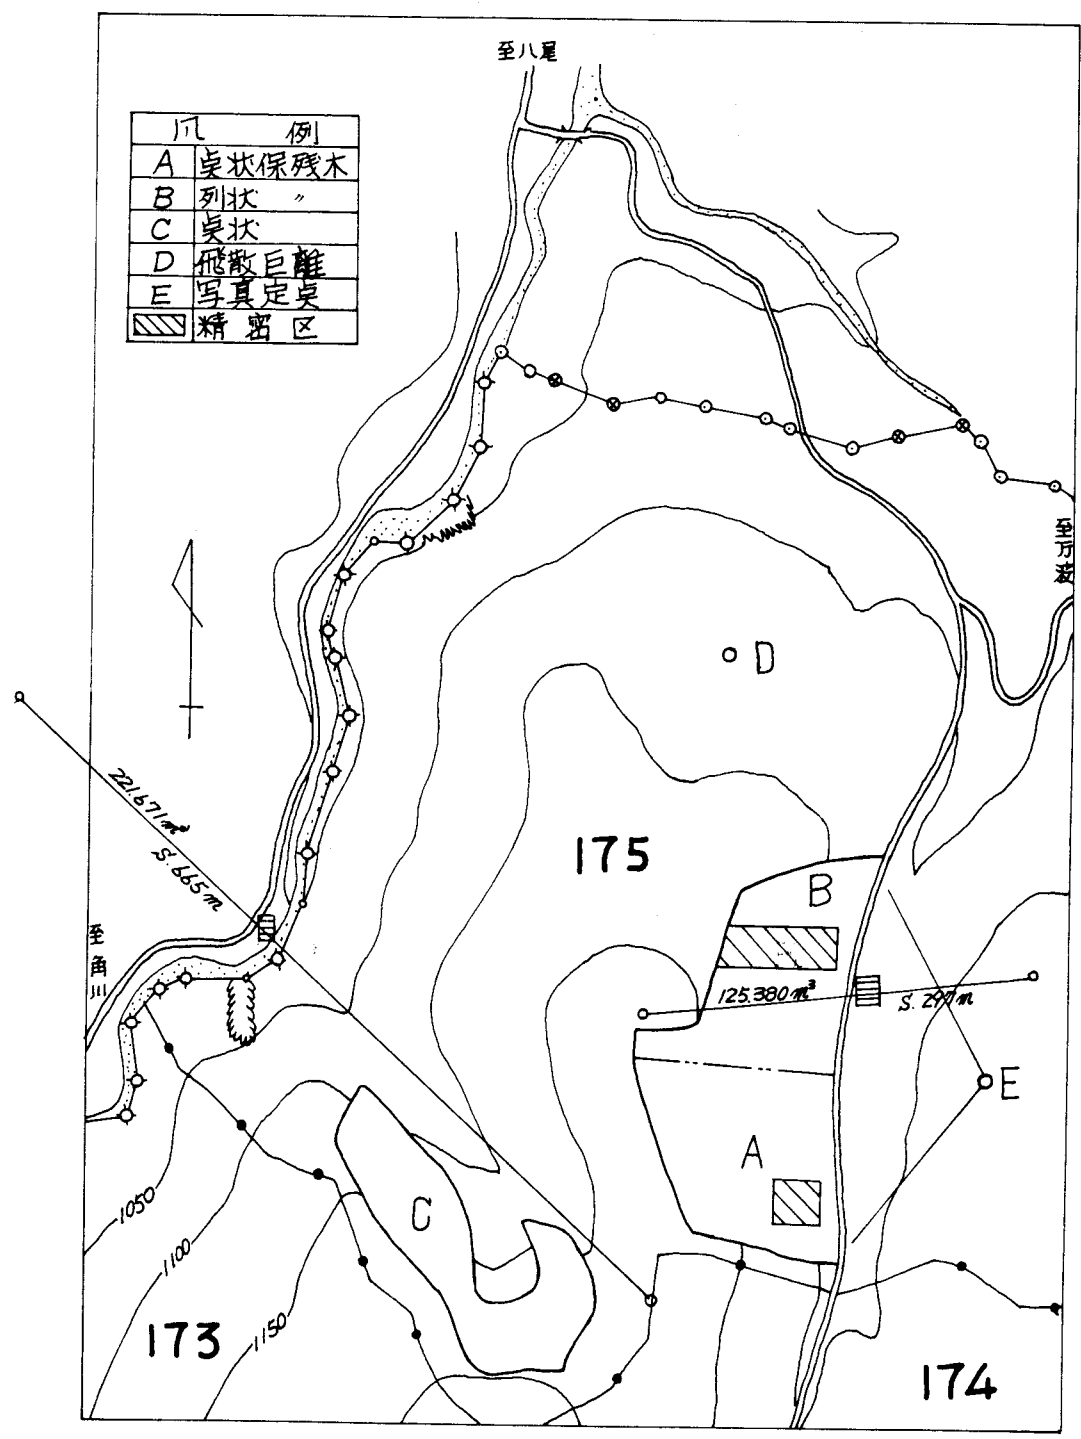 至八尾
凡 例
A 点状保残木
B 列状 〃
C 点状
D 飛散巨離
E 写真定点
精密区
至万波
D
221.671m³
S.665m
175
B
至角川
125.380m³
S.297m
E
A
C
1050
1100
1150
173
174